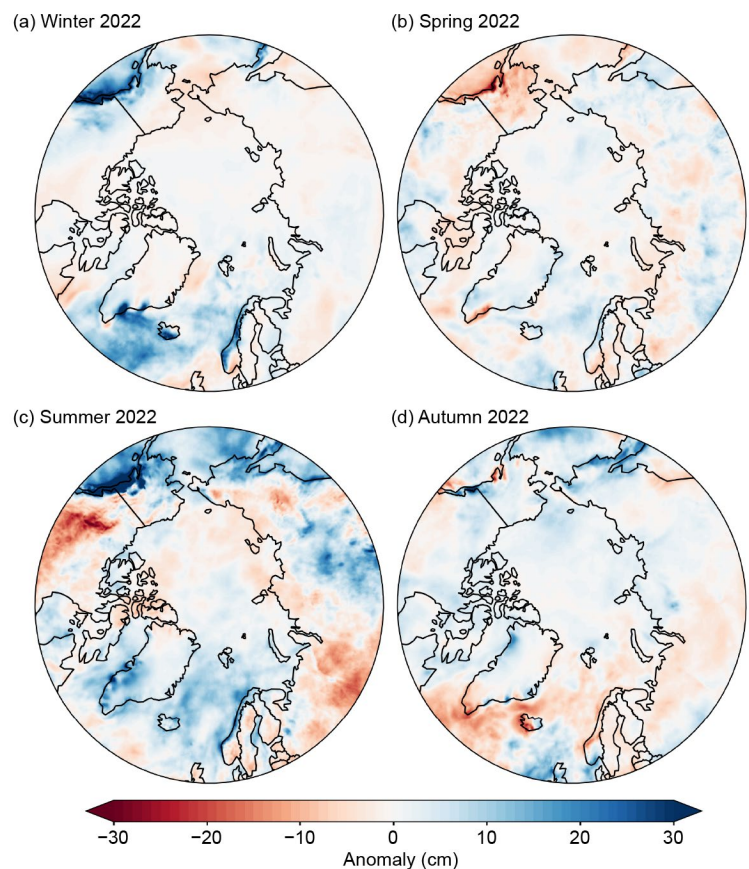 (a) Winter 2022
(b) Spring 2022
(c) Summer 2022
(d) Autumn 2022
−30 −20 −10 0 10 20 30
Anomaly (cm)